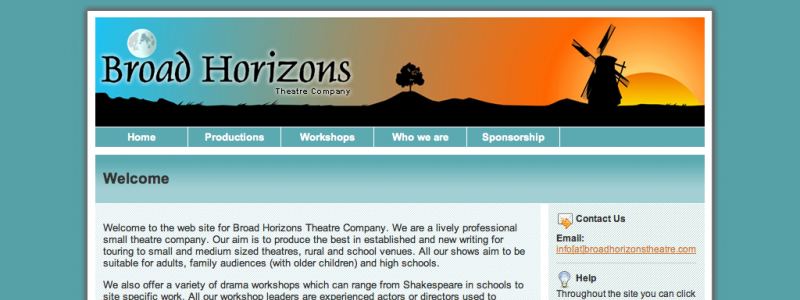 Broad Horizons
Theatre Company
Home
Productions
Workshops
Who we are
Sponsorship
Welcome
Welcome to the web site for Broad Horizons Theatre Company. We are a lively professional
small theatre company. Our aim is to produce the best in established and new writing for
touring to small and medium sized theatres, rural and school venues. All our shows aim to be
suitable for adults, family audiences (with older children) and high schools.
We also offer a variety of drama workshops which can range from Shakespeare in schools to
site specific work. All our workshop leaders are experienced actors or directors used to
Contact Us
Email:
info[at]broadhorizonstheatre.com
Help
Throughout the site you can click